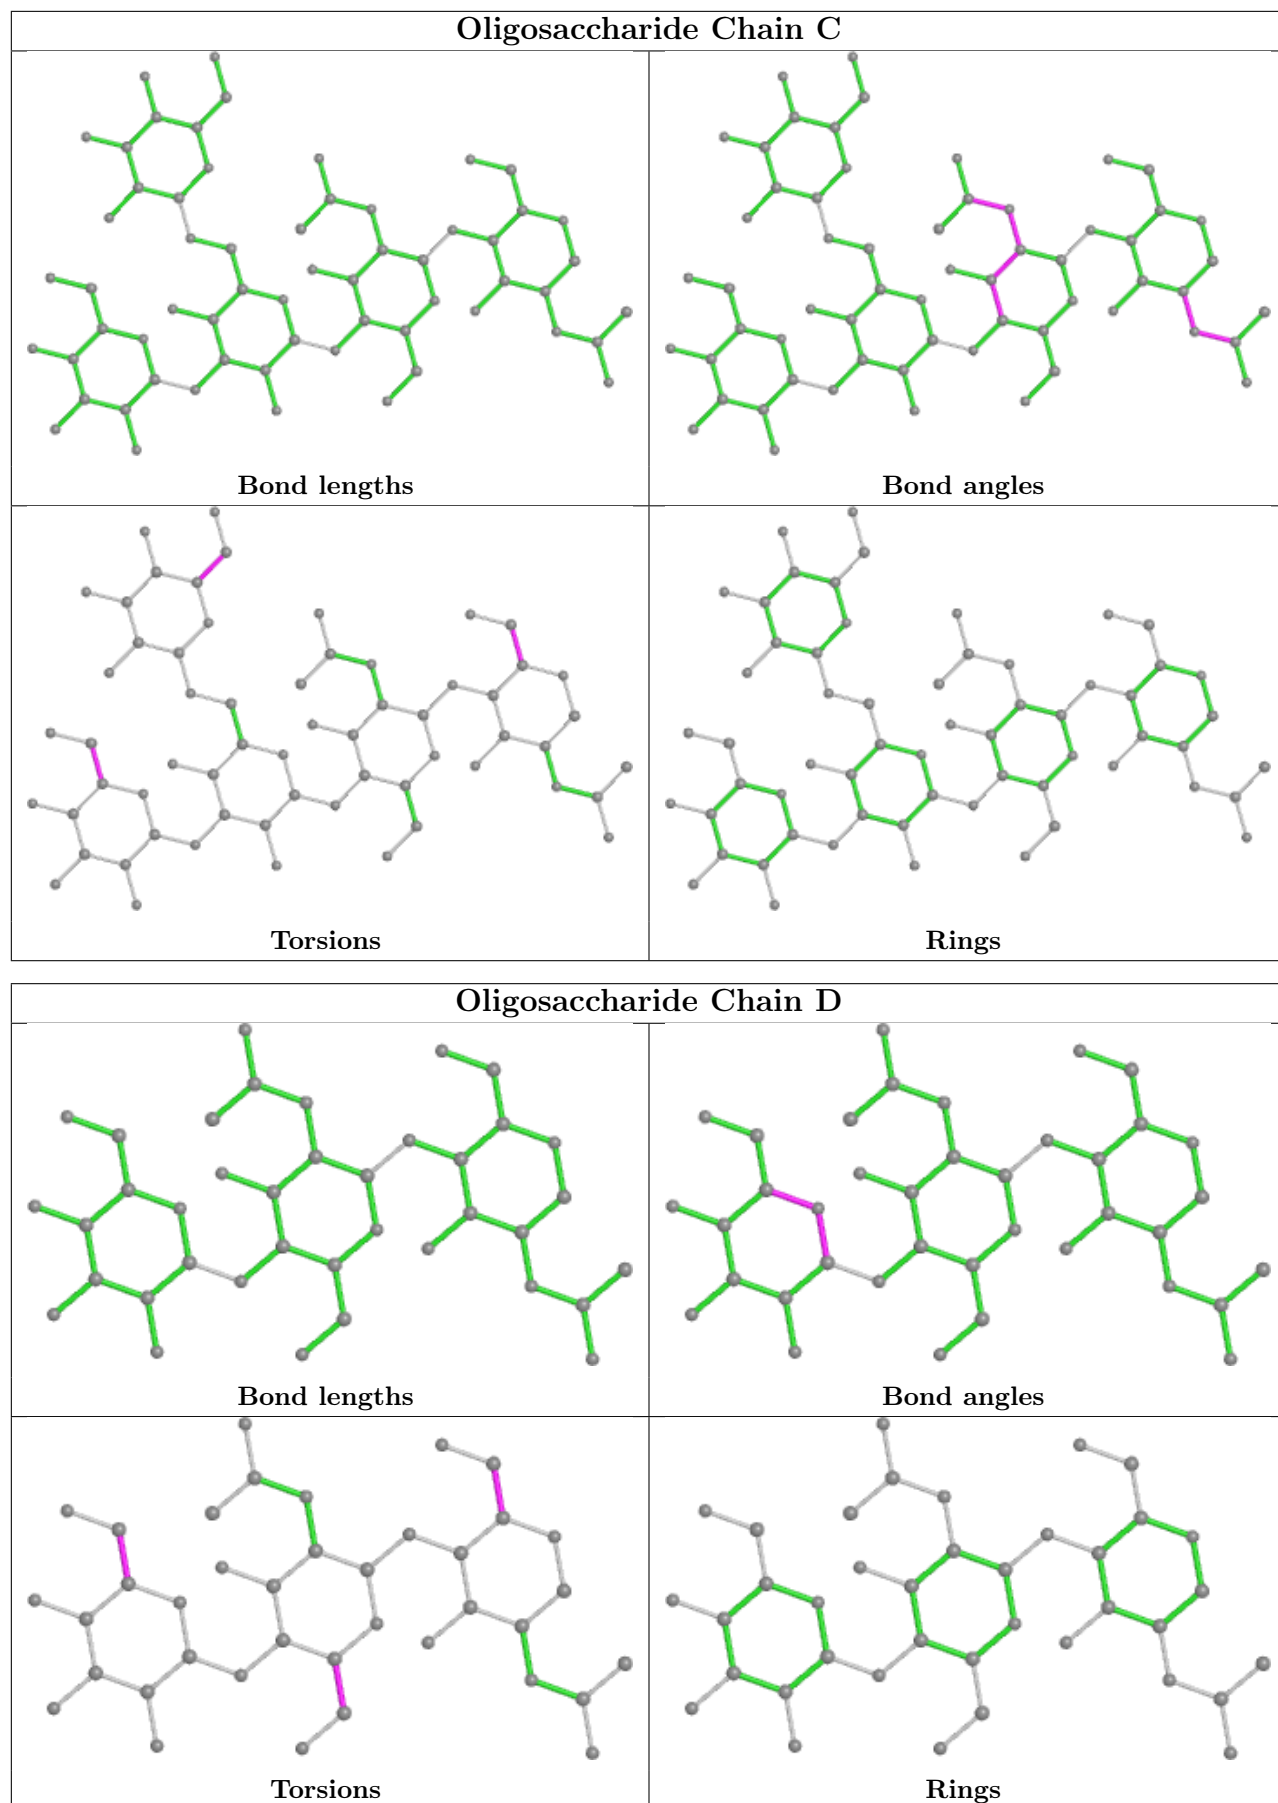 Oligosaccharide Chain C
Bond lengths
Bond angles
Torsions
Rings
Oligosaccharide Chain D
Bond lengths
Bond angles
Torsions
Rings